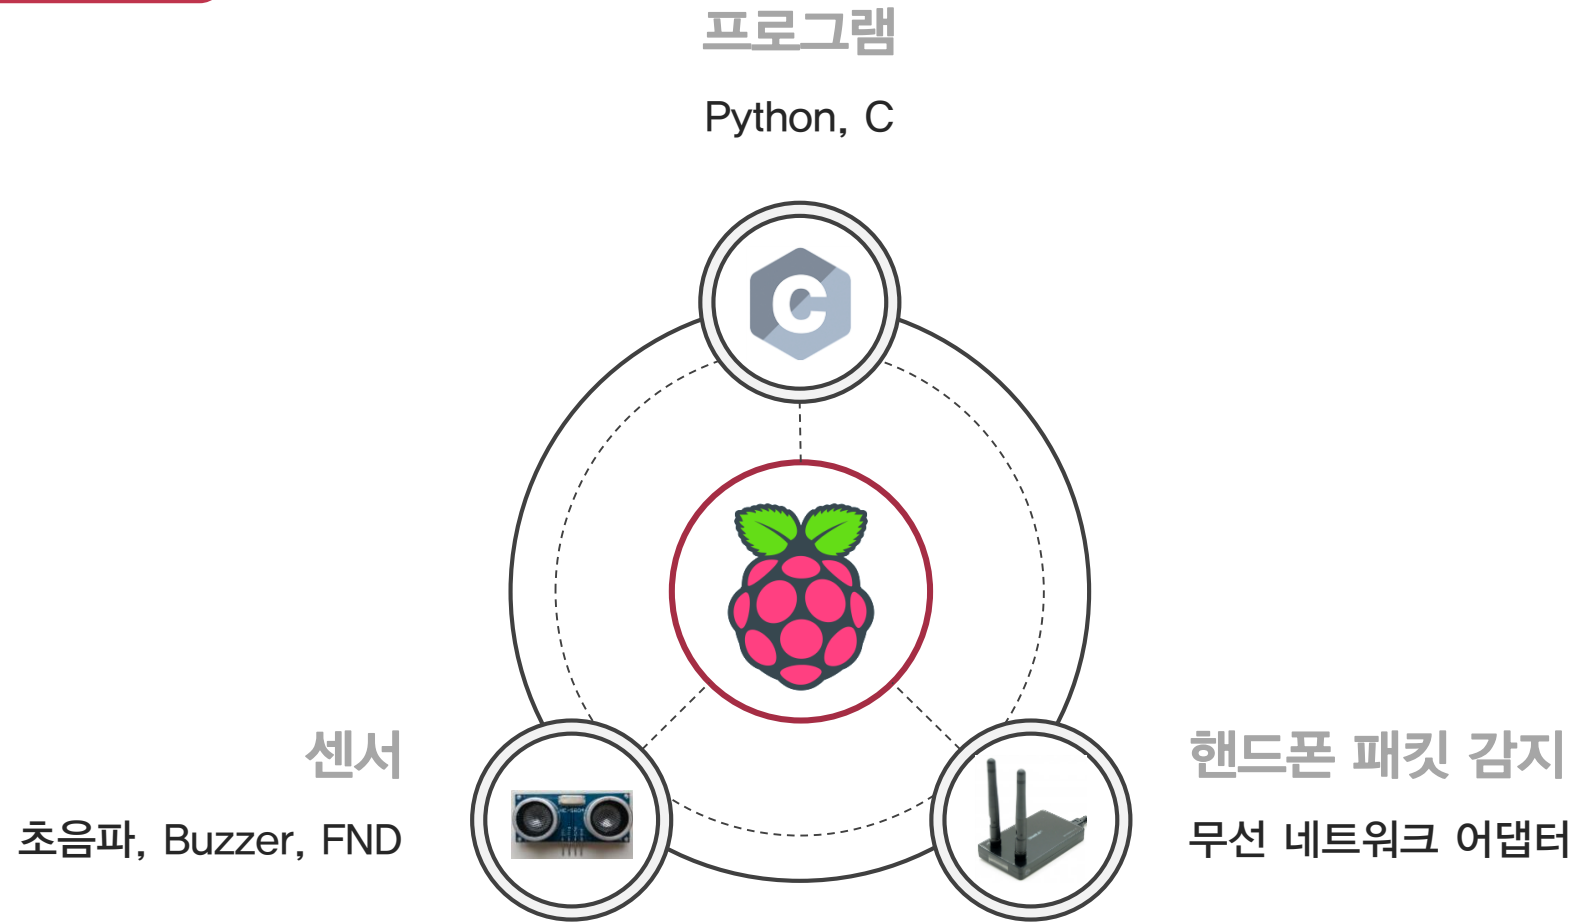 프로그램
Python, C
C
센서
초음파, Buzzer, FND
핸드폰 패킷 감지
무선 네트워크 어댑터